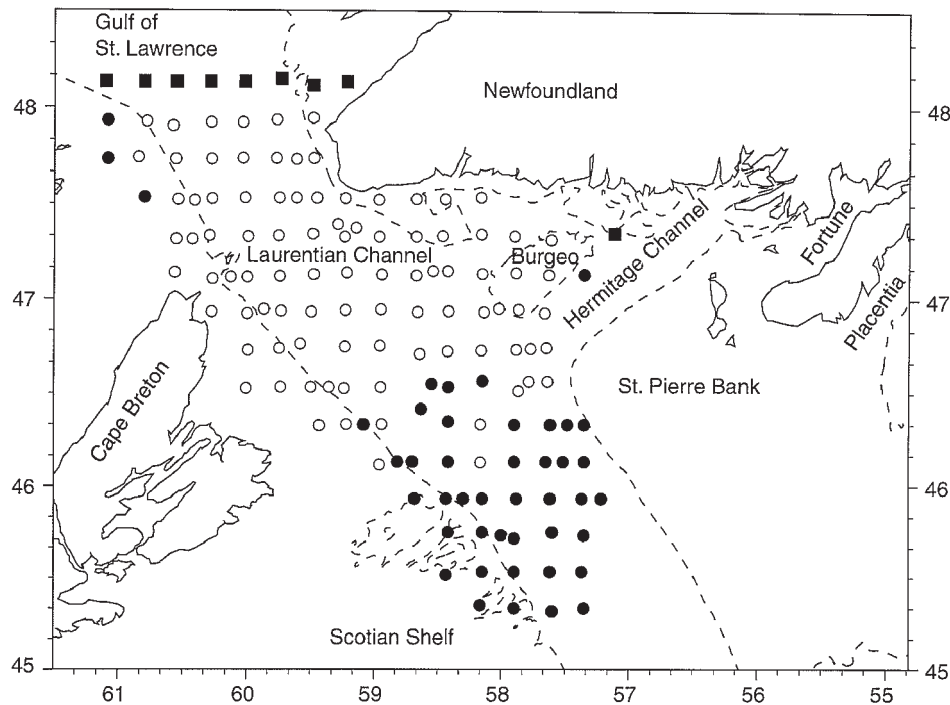 Gulf of
St. Lawrence
Newfoundland
48
48
Laurentian Channel
Burgeo
Hermitage Channel
Fortune
Placentia
47
47
Cape Breton
St. Pierre Bank
46
46
Scotian Shelf
45
45
61
60
59
58
57
56
55